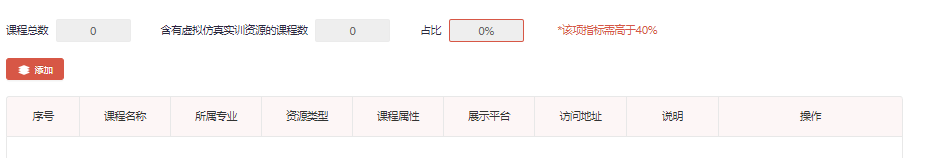 课程总数 0 含有虚拟仿真实训资源的课程数 0 占比 0% *该项指标需高于40%
添加
序号 课程名称 所属专业 资源类型 课程属性 展示平台 访问地址 说明 操作